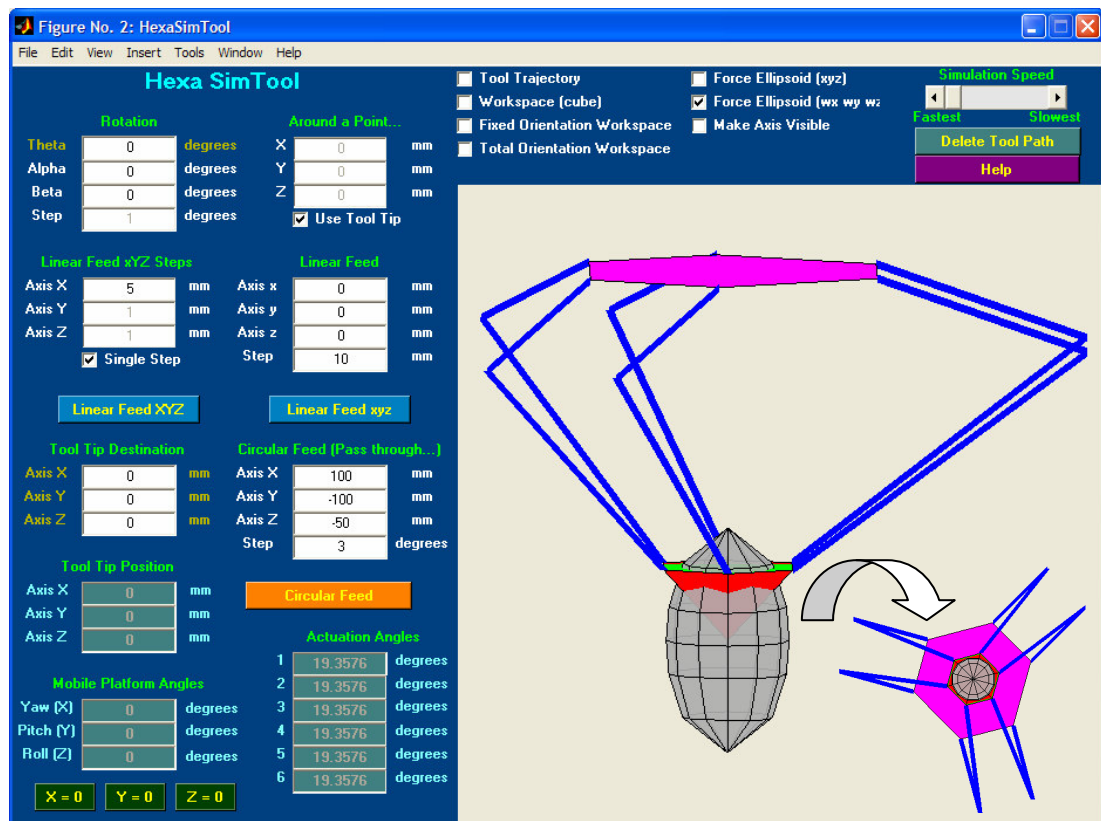 Figure No. 2: HexaSimTool
File Edit View Insert Tools Window Help
Hexa SimTool
Rotation
Theta 0 degrees
Alpha 0 degrees
Beta 0 degrees
Step 1 degrees
Around a Point...
X 0 mm
Y 0 mm
Z 0 mm
Use Tool Tip
Linear Feed xYZ Steps
Axis X 5 mm
Axis Y 1 mm
Axis Z 1 mm
Single Step
Linear Feed XYZ
Linear Feed
Axis x 0 mm
Axis y 0 mm
Axis z 0 mm
Step 10 mm
Linear Feed xyz
Tool Tip Destination
Axis X 0 mm
Axis Y 0 mm
Axis Z 0 mm
Circular Feed (Pass through...)
Axis X 100 mm
Axis Y -100 mm
Axis Z -50 mm
Step 3 degrees
Circular Feed
Tool Tip Position
Axis X 0 mm
Axis Y 0 mm
Axis Z 0 mm
Mobile Platform Angles
Yaw (X) 0 degrees
Pitch (Y) 0 degrees
Roll (Z) 0 degrees
X = 0 Y = 0 Z = 0
Actuation Angles
1 19.3576 degrees
2 19.3576 degrees
3 19.3576 degrees
4 19.3576 degrees
5 19.3576 degrees
6 19.3576 degrees
Tool Trajectory
Workspace (cube)
Fixed Orientation Workspace
Total Orientation Workspace
Force Ellipsoid (xyz)
Force Ellipsoid (wx wy wz
Make Axis Visible
Simulation Speed
Fastest Slowest
Delete Tool Path
Help